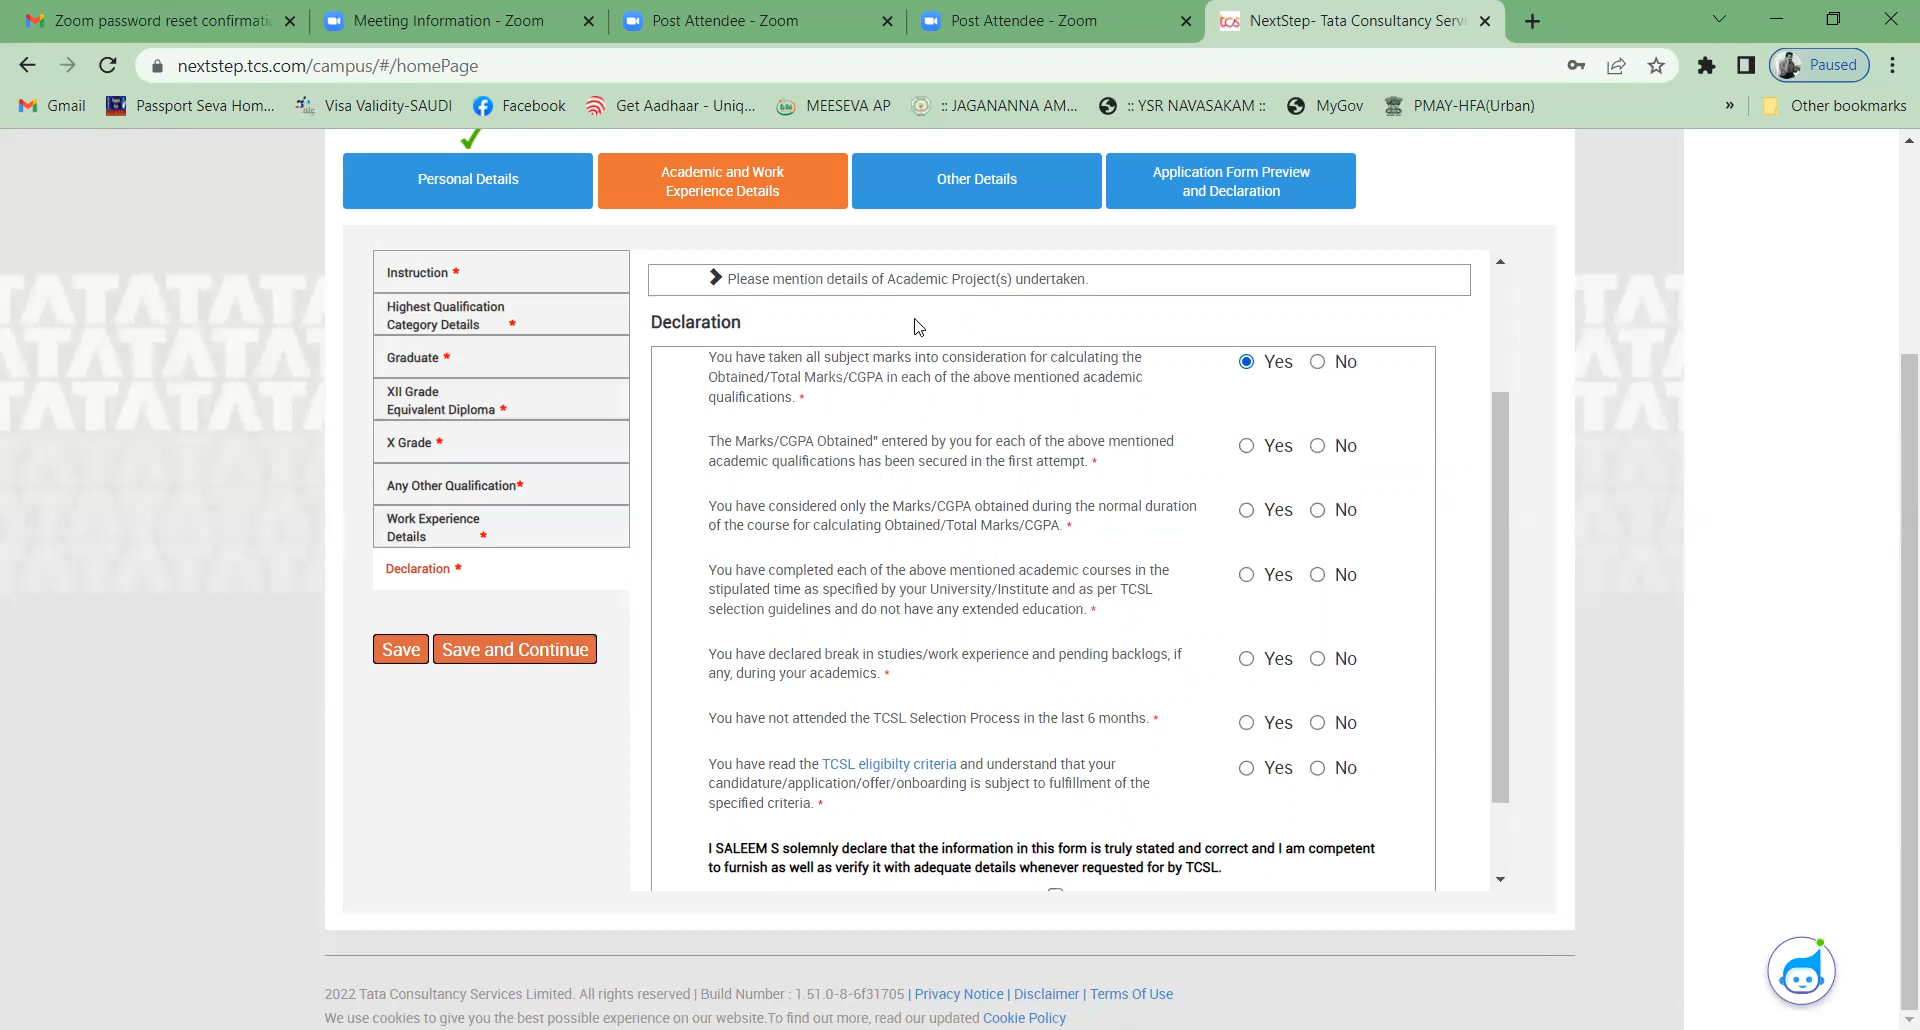 Zoom password reset confirmati
Meeting Information - Zoom
Post Attendee - Zoom
Post Attendee - Zoom
tcs NextStep- Tata Consultancy Serv
nextstep.tcs.com/campus/#/homePage
Paused
Gmail
Passport Seva Hom...
Visa Validity-SAUDI
Facebook
Get Aadhaar - Uniq...
MEESEVA AP
:: JAGANANNA AM...
:: YSR NAVASAKAM ::
MyGov
PMAY-HFA(Urban)
»
Other bookmarks
Personal Details
Academic and Work
Experience Details
Other Details
Application Form Preview
and Declaration
Instruction *
Highest Qualification
Category Details *
Graduate *
XII Grade
Equivalent Diploma *
X Grade *
Any Other Qualification*
Work Experience
Details *
Declaration *
Save Save and Continue
Please mention details of Academic Project(s) undertaken.
Declaration
You have taken all subject marks into consideration for calculating the
Obtained/Total Marks/CGPA in each of the above mentioned academic
qualifications. *
Yes No
The Marks/CGPA Obtained" entered by you for each of the above mentioned
academic qualifications has been secured in the first attempt. *
Yes No
You have considered only the Marks/CGPA obtained during the normal duration
of the course for calculating Obtained/Total Marks/CGPA. *
Yes No
You have completed each of the above mentioned academic courses in the
stipulated time as specified by your University/Institute and as per TCSL
selection guidelines and do not have any extended education. *
Yes No
You have declared break in studies/work experience and pending backlogs, if
any, during your academics. *
Yes No
You have not attended the TCSL Selection Process in the last 6 months. *
Yes No
You have read the TCSL eligibilty criteria and understand that your
candidature/application/offer/onboarding is subject to fulfillment of the
specified criteria. *
Yes No
I SALEEM S solemnly declare that the information in this form is truly stated and correct and I am competent
to furnish as well as verify it with adequate details whenever requested for by TCSL.
2022 Tata Consultancy Services Limited. All rights reserved | Build Number : 1.51.0-8-6f31705 | Privacy Notice | Disclaimer | Terms Of Use
We use cookies to give you the best possible experience on our website.To find out more, read our updated Cookie Policy